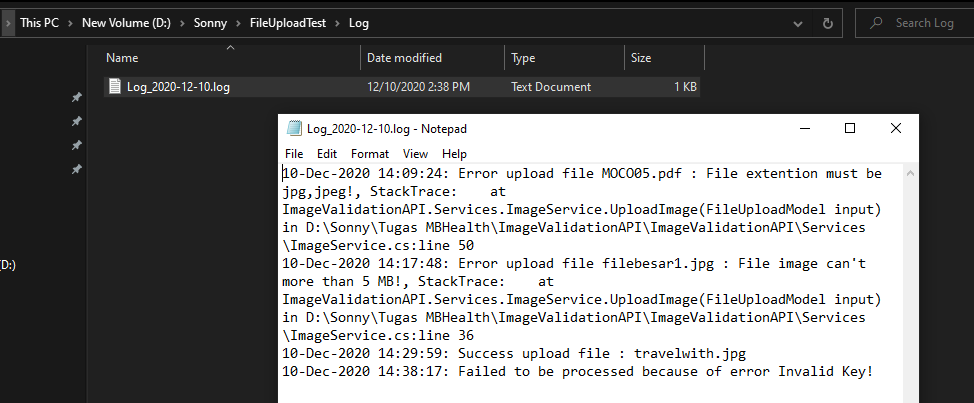 This PC > New Volume (D:) > Sonny > FileUploadTest > Log
Search Log
Name Date modified Type Size
Log_2020-12-10.log 12/10/2020 2:38 PM Text Document 1 KB
(D:)
Log_2020-12-10.log - Notepad
File Edit Format View Help
10-Dec-2020 14:09:24: Error upload file MOCO05.pdf : File extention must be
jpg,jpeg!, StackTrace:    at
ImageValidationAPI.Services.ImageService.UploadImage(FileUploadModel input)
in D:\Sonny\Tugas MBHealth\ImageValidationAPI\ImageValidationAPI\Services
\ImageService.cs:line 50
10-Dec-2020 14:17:48: Error upload file filebesar1.jpg : File image can't
more than 5 MB!, StackTrace:    at
ImageValidationAPI.Services.ImageService.UploadImage(FileUploadModel input)
in D:\Sonny\Tugas MBHealth\ImageValidationAPI\ImageValidationAPI\Services
\ImageService.cs:line 36
10-Dec-2020 14:29:59: Success upload file : travelwith.jpg
10-Dec-2020 14:38:17: Failed to be processed because of error Invalid Key!